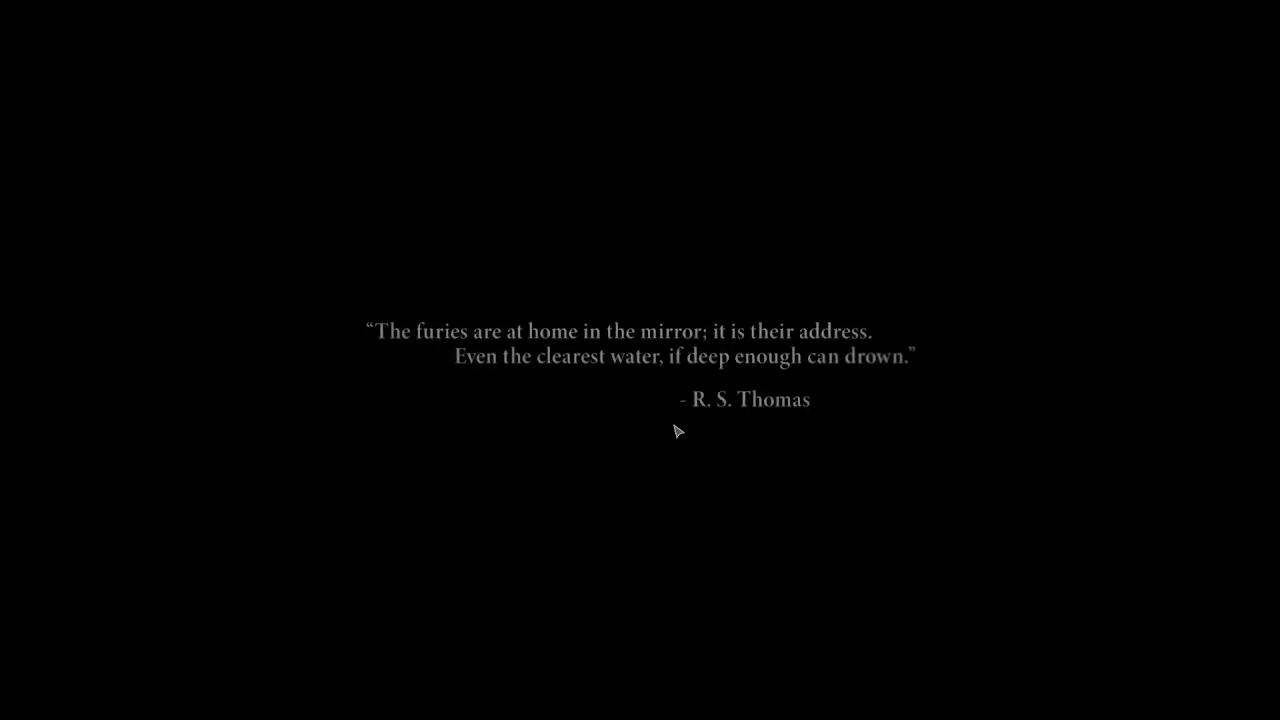 “The furies are at home in the mirror; it is their address.
Even the clearest water, if deep enough can drown.”
- R. S. Thomas